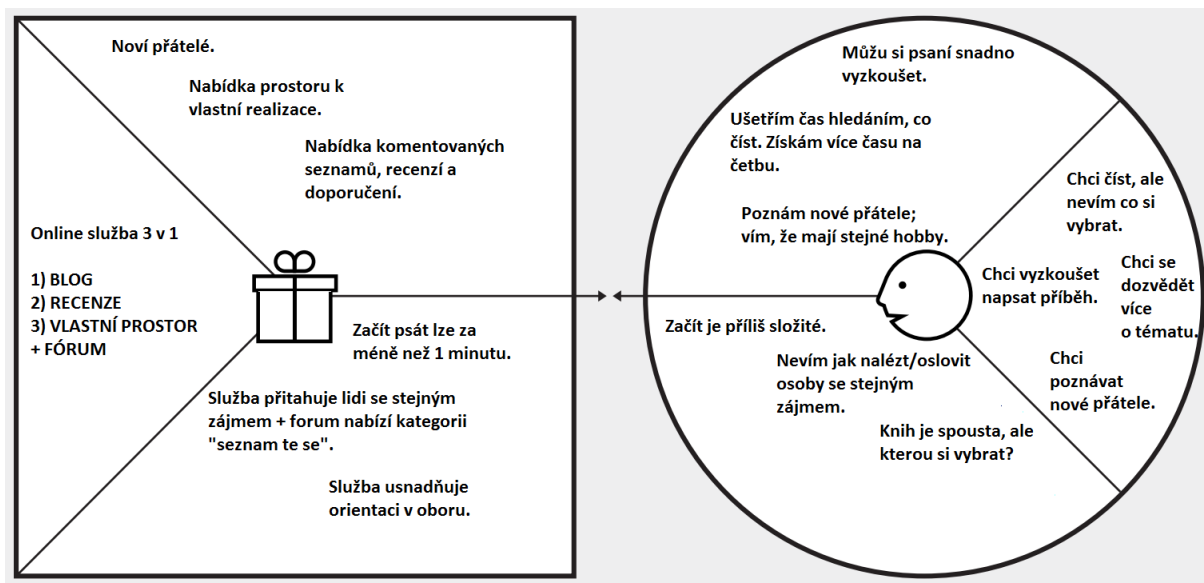 Noví přátelé.
Nabídka prostoru k
vlastní realizace.
Nabídka komentovaných
seznamů, recenzí a
doporučení.
Online služba 3 v 1
1) BLOG
2) RECENZE
3) VLASTNÍ PROSTOR
+ FÓRUM
Začít psát lze za
méně než 1 minutu.
Služba přitahuje lidi se stejným
zájmem + forum nabízí kategorii
"seznam te se".
Služba usnadňuje
orientaci v oboru.
Můžu si psaní snadno
vyzkoušet.
Ušetřím čas hledáním, co
číst. Získám více času na
četbu.
Poznám nové přátele;
vím, že mají stejné hobby.
Chci číst, ale
nevím co si
vybrat.
Chci vyzkoušet
napsat příběh.
Chci se
dozvědět
více
o tématu.
Chci
poznávat
nové přátele.
Začít je příliš složité.
Nevím jak nalézt/oslovit
osoby se stejným
zájmem.
Knih je spousta, ale
kterou si vybrat?